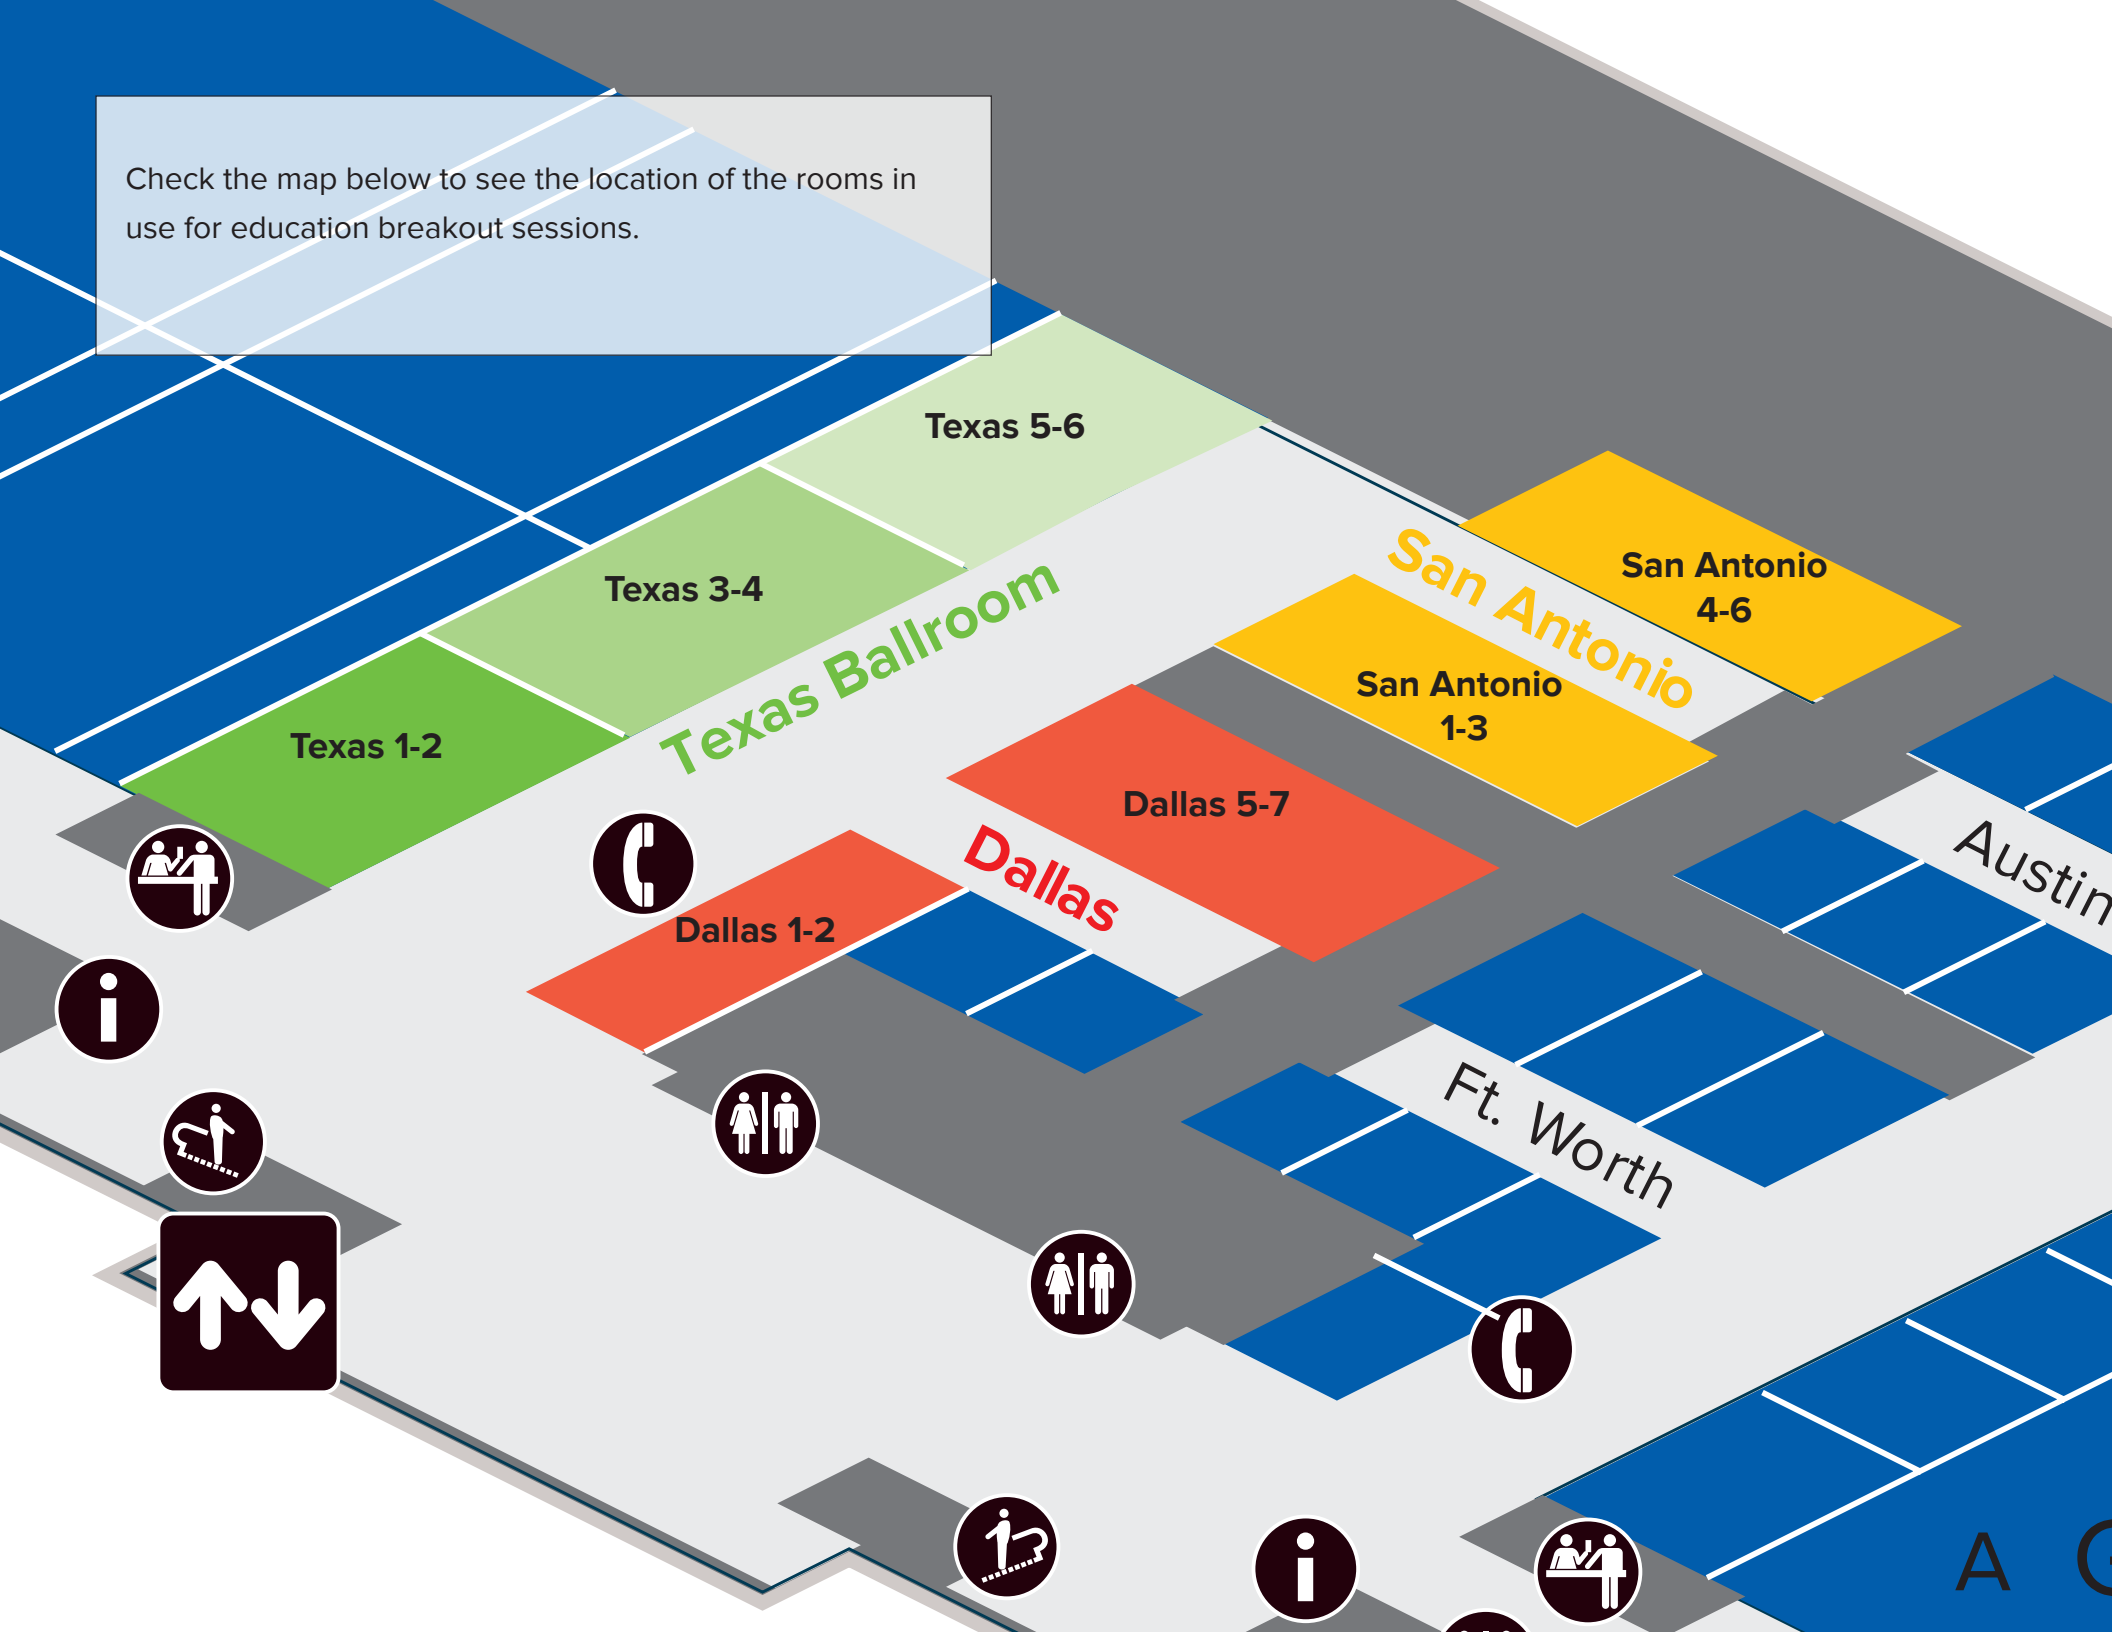 Check the map below to see the location of the rooms in
use for education breakout sessions.
Texas 5-6
Texas 3-4
Texas 1-2
Texas Ballroom
San Antonio
San Antonio
4-6
San Antonio
1-3
Dallas 5-7
Dallas
Dallas 1-2
Austin
Ft. Worth
A